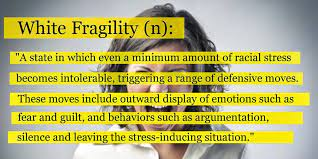 White Fragility (n):
"A state in which even a minimum amount of racial stress
becomes intolerable, triggering a range of defensive moves.
These moves include outward display of emotions such as
fear and guilt, and behaviors such as argumentation,
silence and leaving the stress-inducing situation."